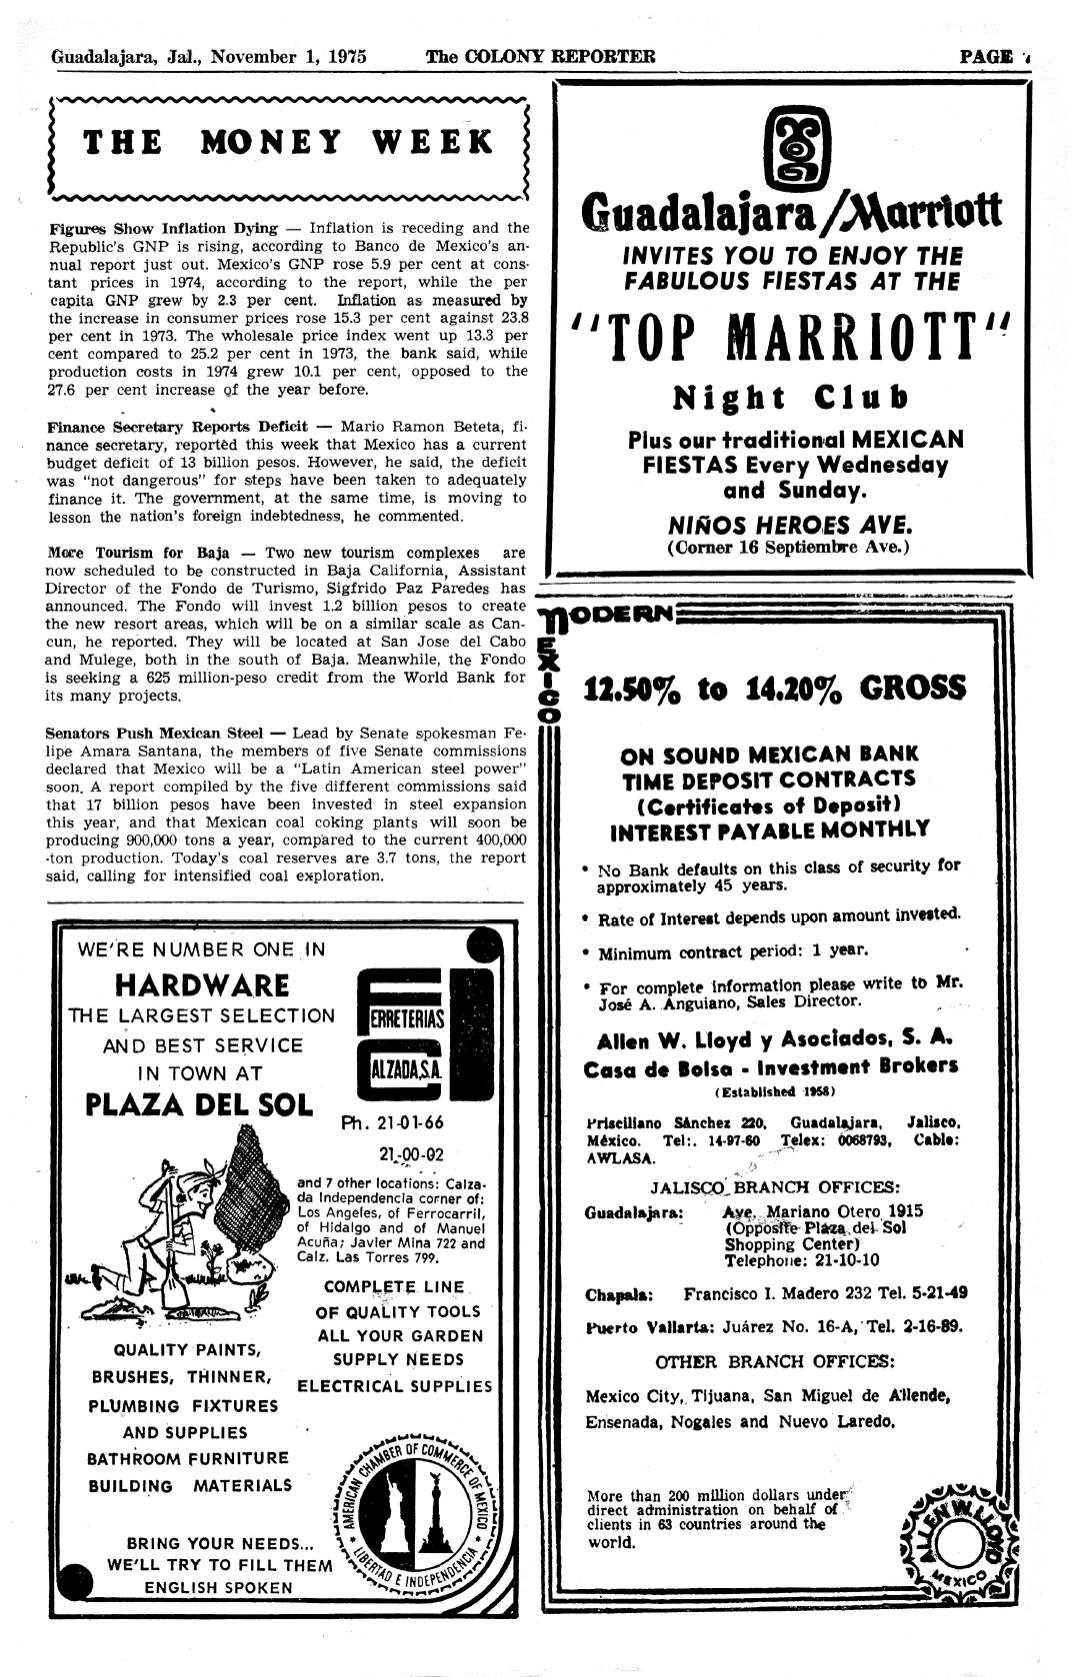 Guadalajara, Jal., November 1, 1975 The COLONY REPORTER PAGE
THE MONEY WEEK
Figures Show Inflation Dying — Inflation is receding and the
Republic's GNP is rising, according to Banco de Mexico's an-
nual report just out. Mexico's GNP rose 5.9 per cent at cons-
tant prices in 1974, according to the report, while the per
capita GNP grew by 2.3 per cent. Inflation as measured by
the increase in consumer prices rose 15.3 per cent against 23.8
per cent in 1973. The wholesale price index went up 13.3 per
cent compared to 25.2 per cent in 1973, the bank said, while
production costs in 1974 grew 10.1 per cent, opposed to the
27.6 per cent increase of the year before.
Finance Secretary Reports Deficit — Mario Ramon Beteta, fi-
nance secretary, reported this week that Mexico has a current
budget deficit of 13 billion pesos. However, he said, the deficit
was "not dangerous" for steps have been taken to adequately
finance it. The government, at the same time, is moving to
lesson the nation's foreign indebtedness, he commented.
More Tourism for Baja — Two new tourism complexes are
now scheduled to be constructed in Baja California, Assistant
Director of the Fondo de Turismo, Sigfrido Paz Paredes has
announced. The Fondo will invest 1.2 billion pesos to create
the new resort areas, which will be on a similar scale as Can-
cun, he reported. They will be located at San Jose del Cabo
and Mulege, both in the south of Baja. Meanwhile, the Fondo
is seeking a 625 million-peso credit from the World Bank for
its many projects.
Senators Push Mexican Steel — Lead by Senate spokesman Fe-
lipe Amara Santana, the members of five Senate commissions
declared that Mexico will be a "Latin American steel power"
soon. A report compiled by the five different commissions said
that 17 billion pesos have been invested in steel expansion
this year, and that Mexican coal coking plants will soon be
producing 900,000 tons a year, compared to the current 400,000
-ton production. Today's coal reserves are 3.7 tons, the report
said, calling for intensified coal exploration.
WE'RE NUMBER ONE IN
HARDWARE
THE LARGEST SELECTION
AND BEST SERVICE
IN TOWN AT
PLAZA DEL SOL
FERRETERIAS
CALZADA, S.A.
Ph. 21-01-66
21-00-02
and 7 other locations: Calza-
da Independencia corner of:
Los Angeles, of Ferrocarril,
of Hidalgo and of Manuel
Acuña; Javier Mina 722 and
Calz. Las Torres 799.
COMPLETE LINE
OF QUALITY TOOLS
ALL YOUR GARDEN
SUPPLY NEEDS
ELECTRICAL SUPPLIES
QUALITY PAINTS,
BRUSHES, THINNER,
PLUMBING FIXTURES
AND SUPPLIES
BATHROOM FURNITURE
BUILDING MATERIALS
BRING YOUR NEEDS...
WE'LL TRY TO FILL THEM
ENGLISH SPOKEN
AMERICAN CHAMBER OF COMMERCE OF MEXICO
LIBERTAD E INDEPENDENCIA
Guadalajara/Marriott
INVITES YOU TO ENJOY THE
FABULOUS FIESTAS AT THE
"TOP MARRIOTT"
Night Club
Plus our traditional MEXICAN
FIESTAS Every Wednesday
and Sunday.
NIÑOS HEROES AVE.
(Corner 16 Septiembre Ave.)
MODERN
MEXICO
12.50% to 14.20% GROSS
ON SOUND MEXICAN BANK
TIME DEPOSIT CONTRACTS
(Certificates of Deposit)
INTEREST PAYABLE MONTHLY
• No Bank defaults on this class of security for
approximately 45 years.
• Rate of Interest depends upon amount invested.
• Minimum contract period: 1 year.
• For complete information please write to Mr.
José A. Anguiano, Sales Director.
Allen W. Lloyd y Asociados, S. A.
Casa de Bolsa - Investment Brokers
(Established 1958)
Prisciliano Sánchez 220, Guadalajara, Jalisco,
México. Tel:. 14-97-60 Telex: 0068793, Cable:
AWLASA.
JALISCO BRANCH OFFICES:
Guadalajara: Ave. Mariano Otero 1915
(Opposite Plaza del Sol
Shopping Center)
Telephone: 21-10-10
Chapala: Francisco I. Madero 232 Tel. 5-21-49
Puerto Vallarta: Juárez No. 16-A, Tel. 2-16-89.
OTHER BRANCH OFFICES:
Mexico City, Tijuana, San Miguel de Allende,
Ensenada, Nogales and Nuevo Laredo.
More than 200 million dollars under
direct administration on behalf of
clients in 63 countries around the
world.
ALLEN W. LLOYD
MEXICO